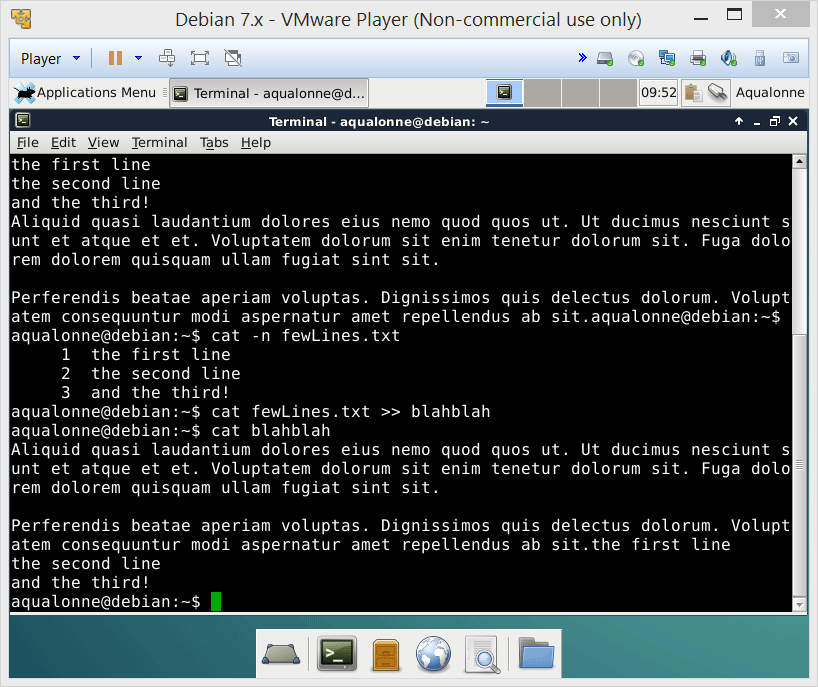 Debian 7.x - VMware Player (Non-commercial use only)
Player
Applications Menu
Terminal - aqualonne@d...
09:52
Aqualonne
Terminal - aqualonne@debian: ~
File Edit View Terminal Tabs Help
the first line
the second line
and the third!
Aliquid quasi laudantium dolores eius nemo quod quos ut. Ut ducimus nesciunt s
unt et atque et et. Voluptatem dolorum sit enim tenetur dolorum sit. Fuga dolo
rem dolorem quisquam ullam fugiat sint sit.

Perferendis beatae aperiam voluptas. Dignissimos quis delectus dolorum. Volupt
atem consequuntur modi aspernatur amet repellendus ab sit.aqualonne@debian:~$
aqualonne@debian:~$ cat -n fewLines.txt
     1  the first line
     2  the second line
     3  and the third!
aqualonne@debian:~$ cat fewLines.txt >> blahblah
aqualonne@debian:~$ cat blahblah
Aliquid quasi laudantium dolores eius nemo quod quos ut. Ut ducimus nesciunt s
unt et atque et et. Voluptatem dolorum sit enim tenetur dolorum sit. Fuga dolo
rem dolorem quisquam ullam fugiat sint sit.

Perferendis beatae aperiam voluptas. Dignissimos quis delectus dolorum. Volupt
atem consequuntur modi aspernatur amet repellendus ab sit.the first line
the second line
and the third!
aqualonne@debian:~$